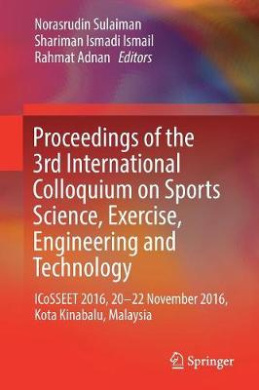 Norasrudin Sulaiman
Shariman Ismadi Ismail
Rahmat Adnan Editors
Proceedings of the
3rd International
Colloquium on Sports
Science, Exercise,
Engineering and
Technology
ICoSSEET 2016, 20–22 November 2016,
Kota Kinabalu, Malaysia
Springer